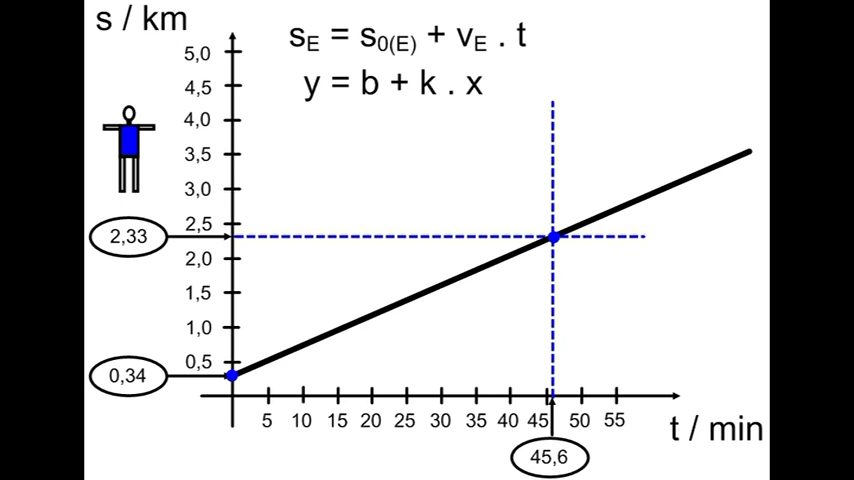 s / km
s_E = s_0(E) + v_E . t
y = b + k . x
5,0
4,5
4,0
3,5
3,0
2,5
2,33
2,0
1,5
1,0
0,5
0,34
5 10 15 20 25 30 35 40 45 50 55
t / min
45,6